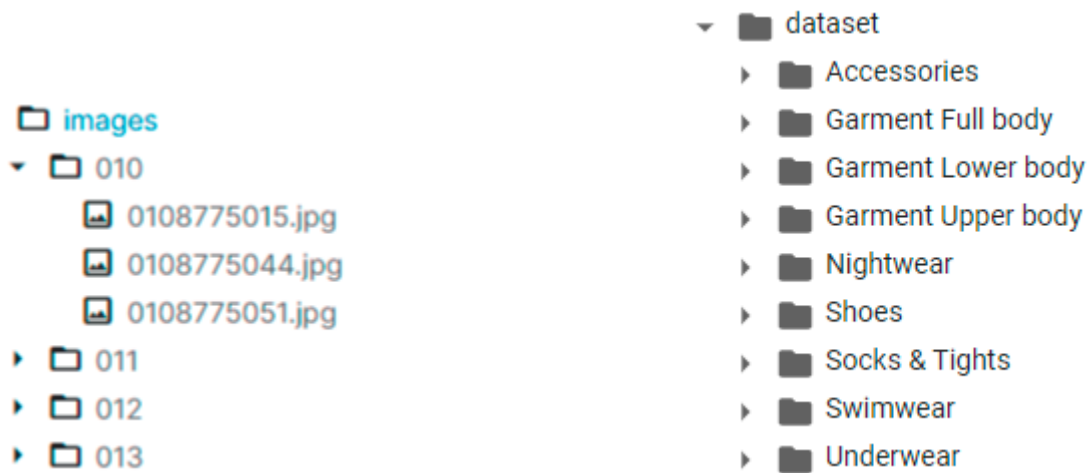 images
010
0108775015.jpg
0108775044.jpg
0108775051.jpg
011
012
013
dataset
Accessories
Garment Full body
Garment Lower body
Garment Upper body
Nightwear
Shoes
Socks & Tights
Swimwear
Underwear